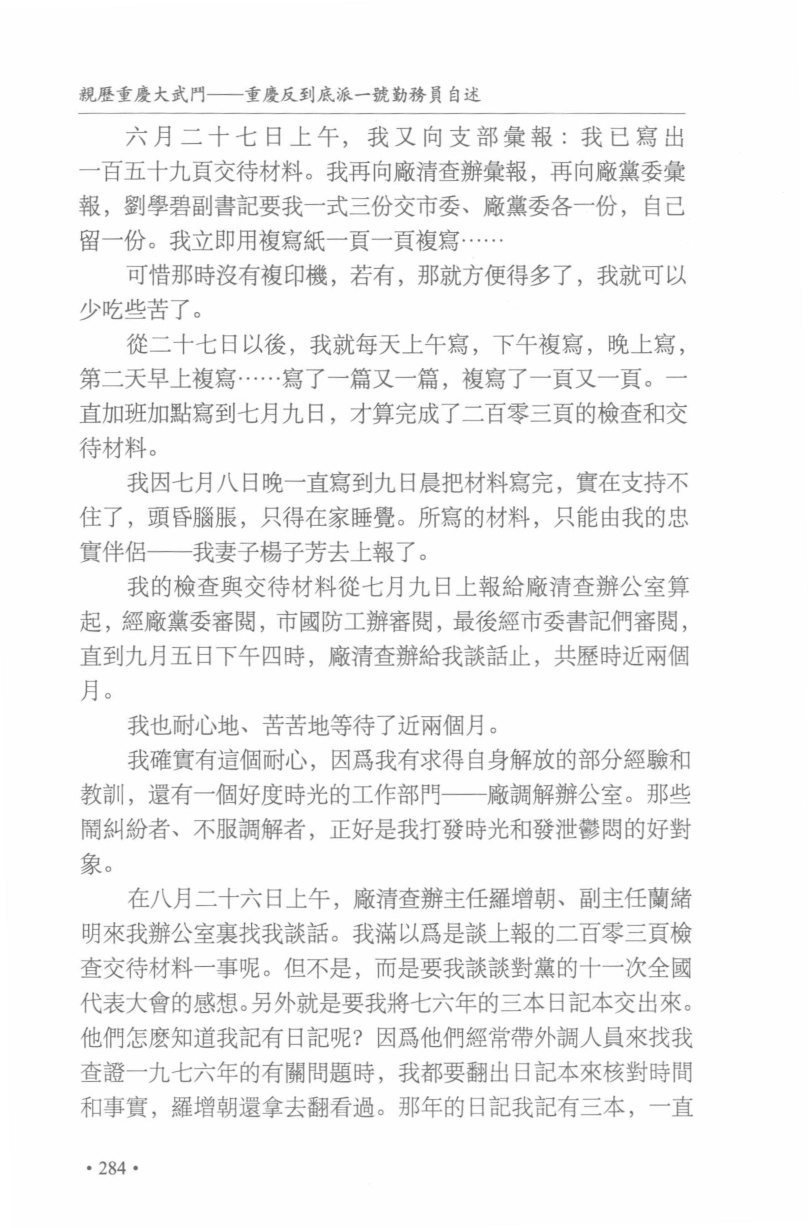 親歷重慶大武鬥——重慶反到底派一號勤務員自述
六月二十七日上午，我又向支部彙報：我已寫出
一百五十九頁交待材料。我再向廠清查辦彙報，再向廠黨委彙
報，劉學碧副書記要我一式三份交市委、廠黨委各一份，自己
留一份。我立即用複寫紙一頁一頁複寫……
可惜那時沒有複印機，若有，那就方便得多了，我就可以
少吃些苦了。
從二十七日以後，我就每天上午寫，下午複寫，晚上寫，
第二天早上複寫……寫了一篇又一篇，複寫了一頁又一頁。一
直加班加點寫到七月九日，才算完成了二百零三頁的檢查和交
待材料。
我因七月八日晚一直寫到九日晨把材料寫完，實在支持不
住了，頭昏腦脹，只得在家睡覺。所寫的材料，只能由我的忠
實伴侶——我妻子楊子芳去上報了。
我的檢查與交待材料從七月九日上報給廠清查辦公室算
起，經廠黨委審閱，市國防工辦審閱，最後經市委書記們審閱，
直到九月五日下午四時，廠清查辦給我談話止，共歷時近兩個
月。
我也耐心地、苦苦地等待了近兩個月。
我確實有這個耐心，因爲我有求得自身解放的部分經驗和
教訓，還有一個好度時光的工作部門——廠調解辦公室。那些
鬧糾紛者、不服調解者，正好是我打發時光和發泄鬱悶的好對
象。
在八月二十六日上午，廠清查辦主任羅增朝、副主任蘭緒
明來我辦公室裏找我談話。我滿以爲是談上報的二百零三頁檢
查交待材料一事呢。但不是，而是要我談談對黨的十一次全國
代表大會的感想。另外就是要我將七六年的三本日記本交出來。
他們怎麼知道我記有日記呢？因爲他們經常帶外調人員來找我
查證一九七六年的有關問題時，我都要翻出日記本來核對時間
和事實，羅增朝還拿去翻看過。那年的日記我記有三本，一直
·284·